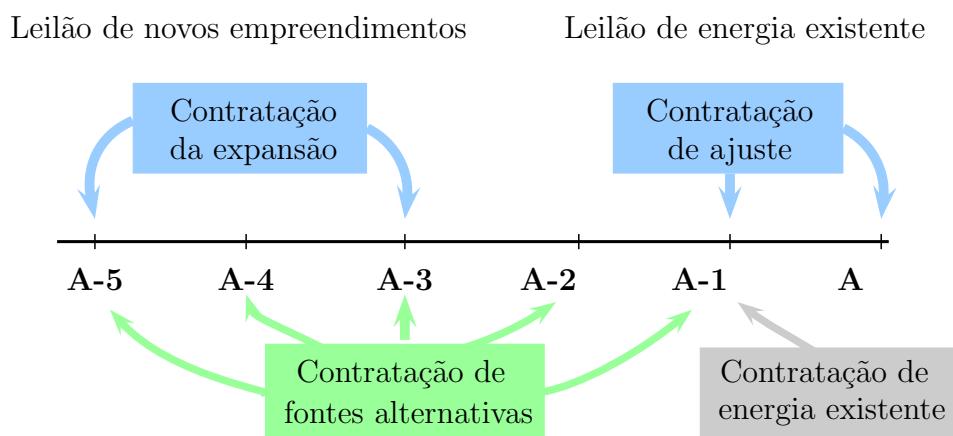 Leilão de novos empreendimentos
Leilão de energia existente
Contratação
da expansão
Contratação
de ajuste
A-5 A-4 A-3 A-2 A-1 A
Contratação de
fontes alternativas
Contratação de
energia existente